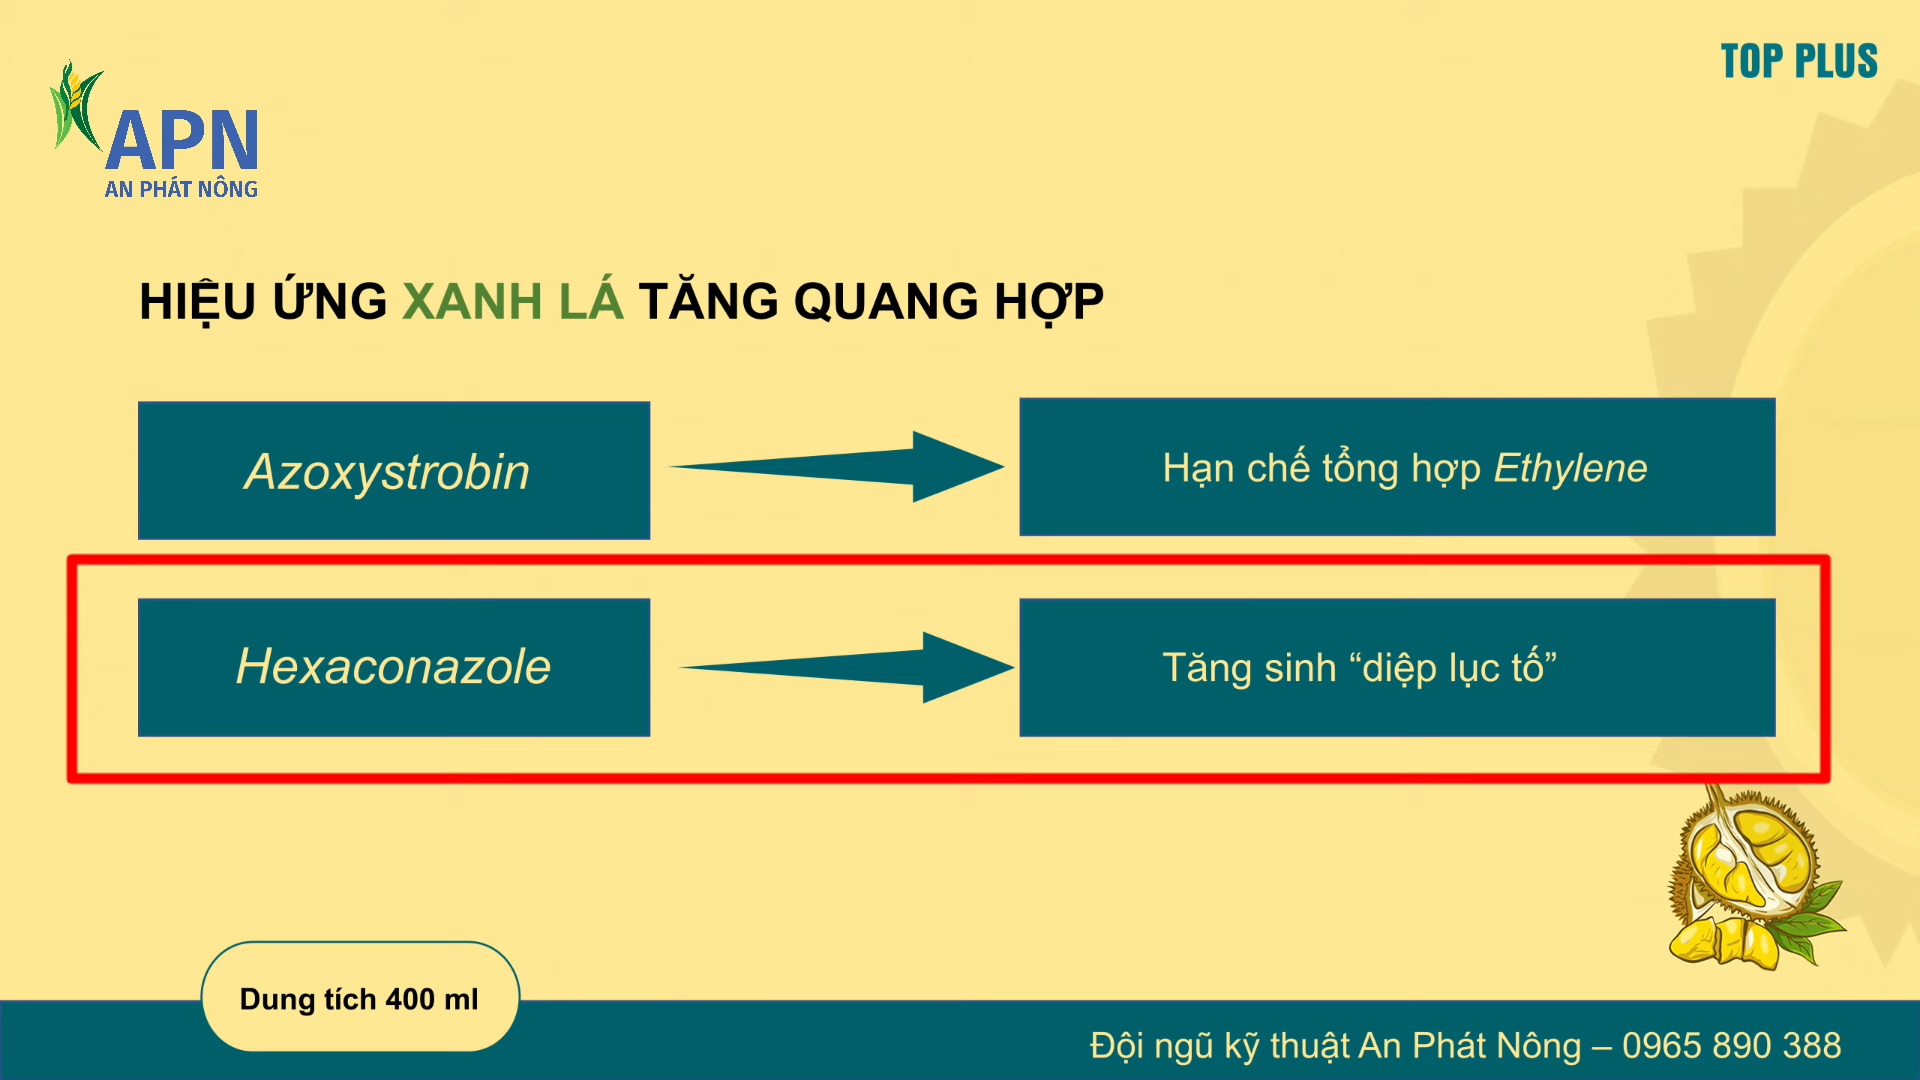 TOP PLUS
APN
AN PHÁT NÔNG
HIỆU ỨNG XANH LÁ TĂNG QUANG HỢP
Azoxystrobin
Hạn chế tổng hợp Ethylene
Hexaconazole
Tăng sinh “diệp lục tố”
Dung tích 400 ml
Đội ngũ kỹ thuật An Phát Nông – 0965 890 388